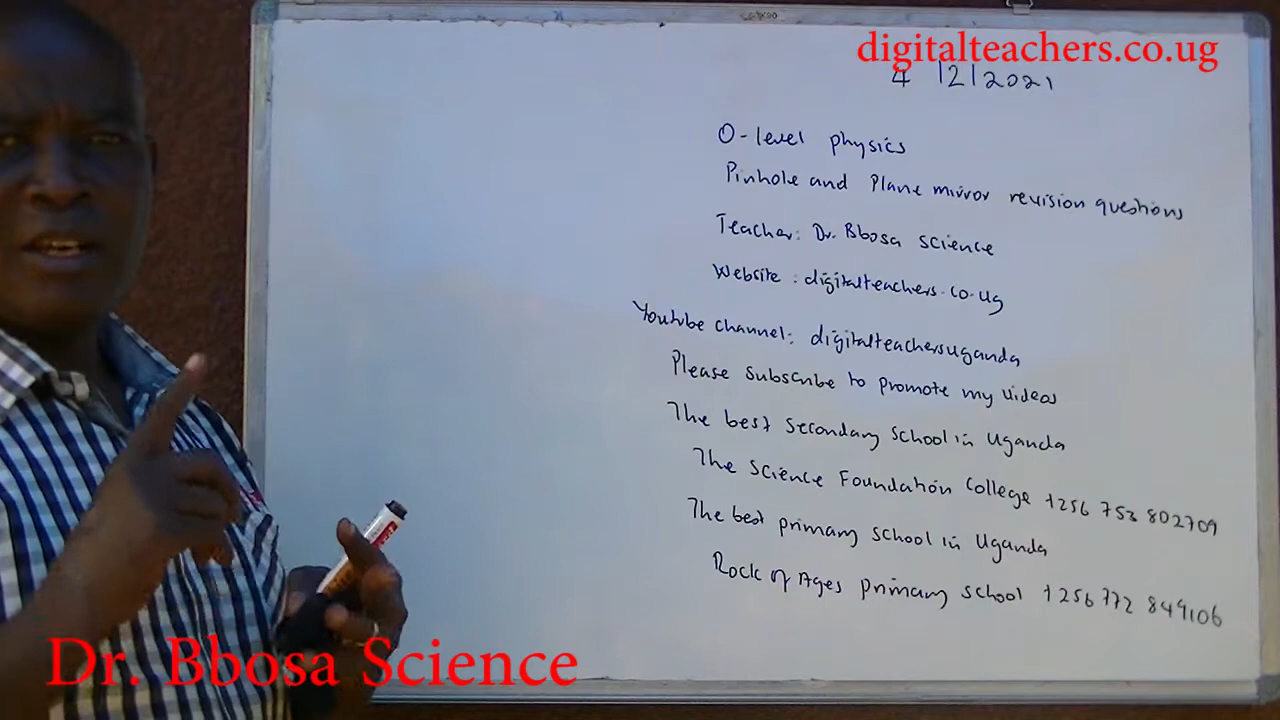 digitalteachers.co.ug
4 12 2021
O-level physics
Pinhole and Plane mirror revision questions
Teacher: Dr. Bbosa science
Website : digitalteachers.co.ug
Youtube channel: digitalteachersuganda
Please subscribe to promote my videos
The best secondary school in Uganda
The Science Foundation College +256 753 802709
The best primary school in Uganda
Rock of Ages primary school +256 772 849106
Dr. Bbosa Science